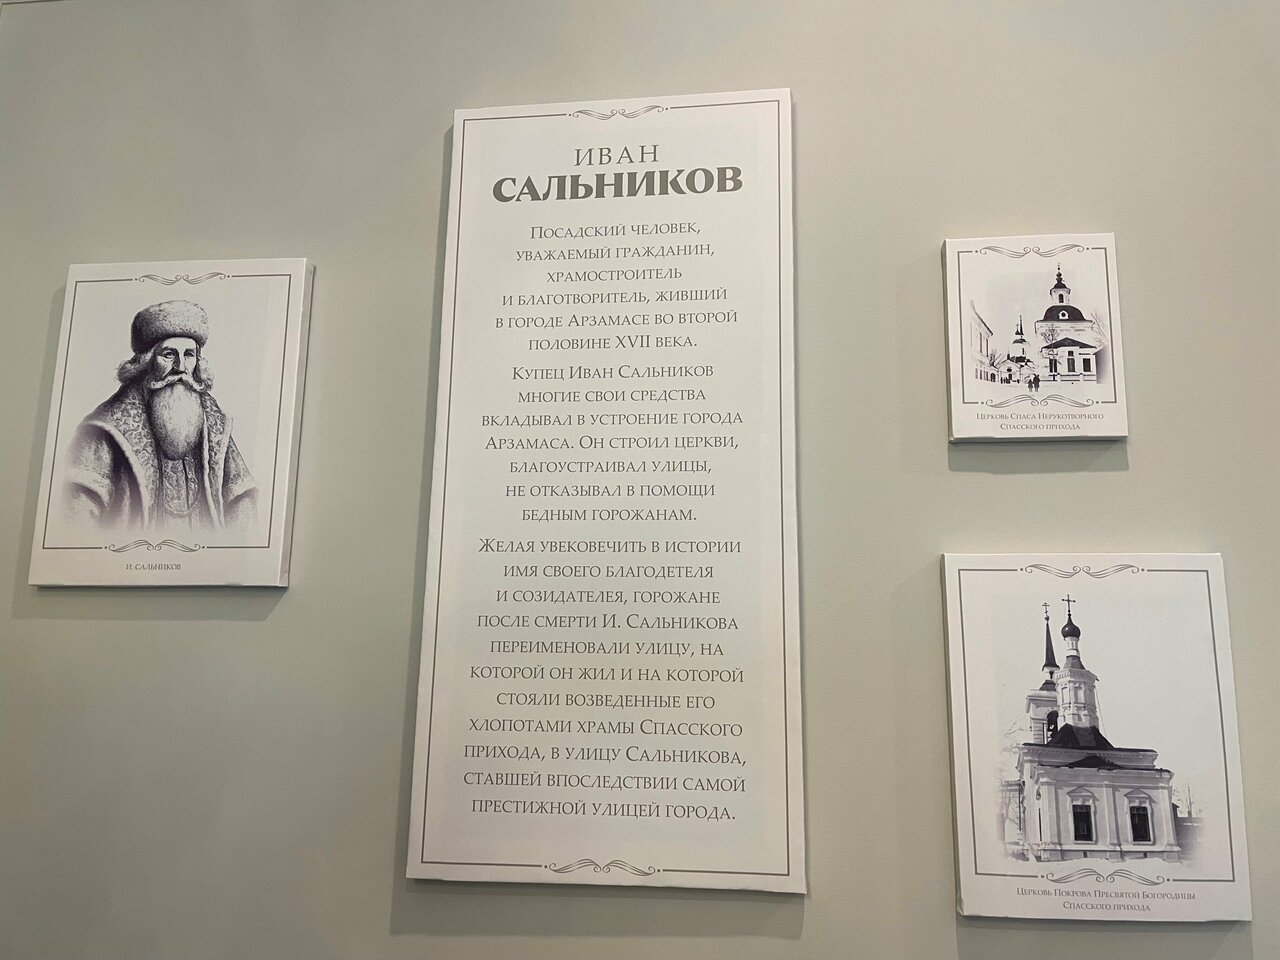 И. Сальников
Иван
Сальников
Посадский человек,
уважаемый гражданин,
храмостроитель
и благотворитель, живший
в городе Арзамасе во второй
половине XVII века.
Купец Иван Сальников
многие свои средства
вкладывал в устроение города
Арзамаса. Он строил церкви,
благоустраивал улицы,
не отказывал в помощи
бедным горожанам.
Желая увековечить в истории
имя своего благодетеля
и созидателея, горожане
после смерти И. Сальникова
переименовали улицу, на
которой он жил и на которой
стояли возведенные его
хлопотами храмы Спасского
прихода, в улицу Сальникова,
ставшей впоследствии самой
престижной улицей города.
Церковь Спаса Нерукотворного
Спасского прихода
Церковь Покрова Пресвятой Богородицы
Спасского прихода